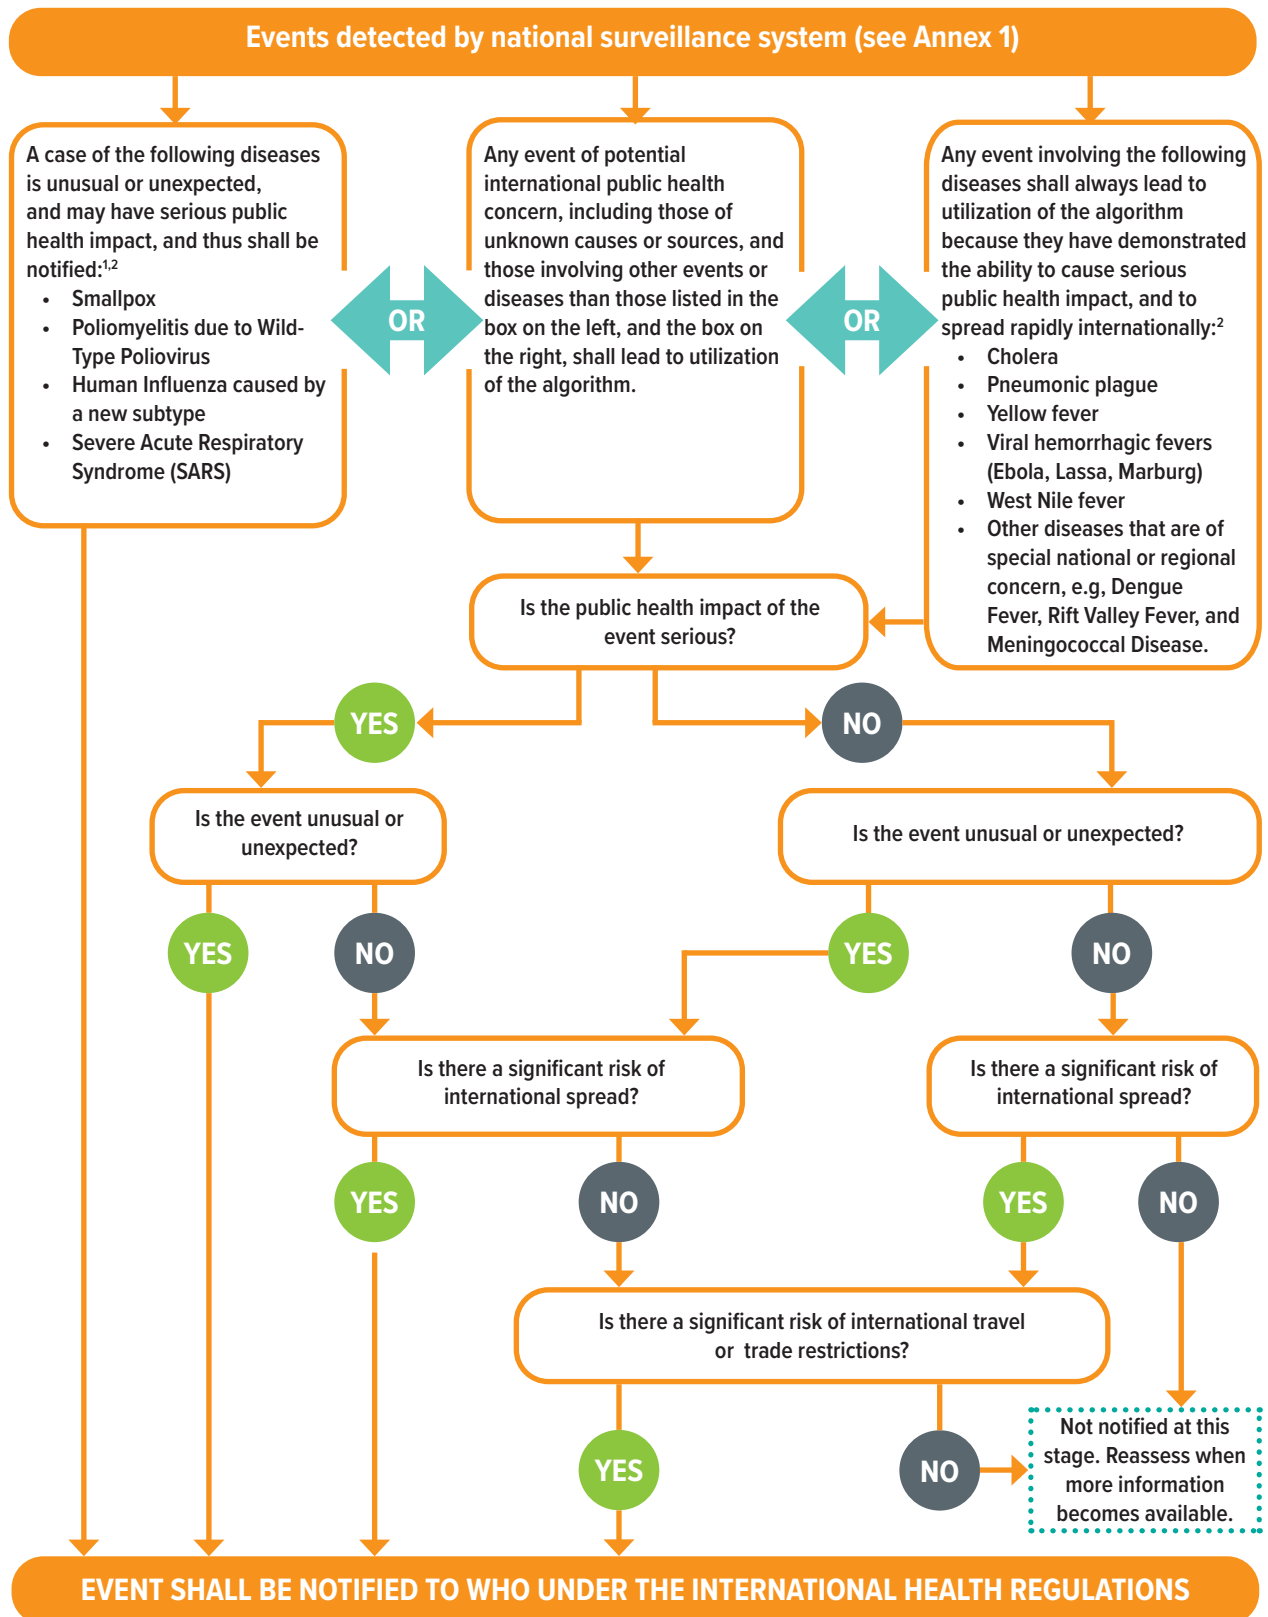 Events detected by national surveillance system (see Annex 1)
A case of the following diseases
is unusual or unexpected,
and may have serious public
health impact, and thus shall be
notified:1,2
• Smallpox
• Poliomyelitis due to Wild-
Type Poliovirus
• Human Influenza caused by
a new subtype
• Severe Acute Respiratory
Syndrome (SARS)
OR
Any event of potential
international public health
concern, including those of
unknown causes or sources, and
those involving other events or
diseases than those listed in the
box on the left, and the box on
the right, shall lead to utilization
of the algorithm.
OR
Any event involving the following
diseases shall always lead to
utilization of the algorithm
because they have demonstrated
the ability to cause serious
public health impact, and to
spread rapidly internationally:2
• Cholera
• Pneumonic plague
• Yellow fever
• Viral hemorrhagic fevers
(Ebola, Lassa, Marburg)
• West Nile fever
• Other diseases that are of
special national or regional
concern, e.g, Dengue
Fever, Rift Valley Fever, and
Meningococcal Disease.
Is the public health impact of the
event serious?
YES
NO
Is the event unusual or
unexpected?
Is the event unusual or unexpected?
YES
NO
YES
NO
Is there a significant risk of
international spread?
Is there a significant risk of
international spread?
YES
NO
YES
NO
Is there a significant risk of international travel
or trade restrictions?
YES
NO
Not notified at this
stage. Reassess when
more information
becomes available.
EVENT SHALL BE NOTIFIED TO WHO UNDER THE INTERNATIONAL HEALTH REGULATIONS